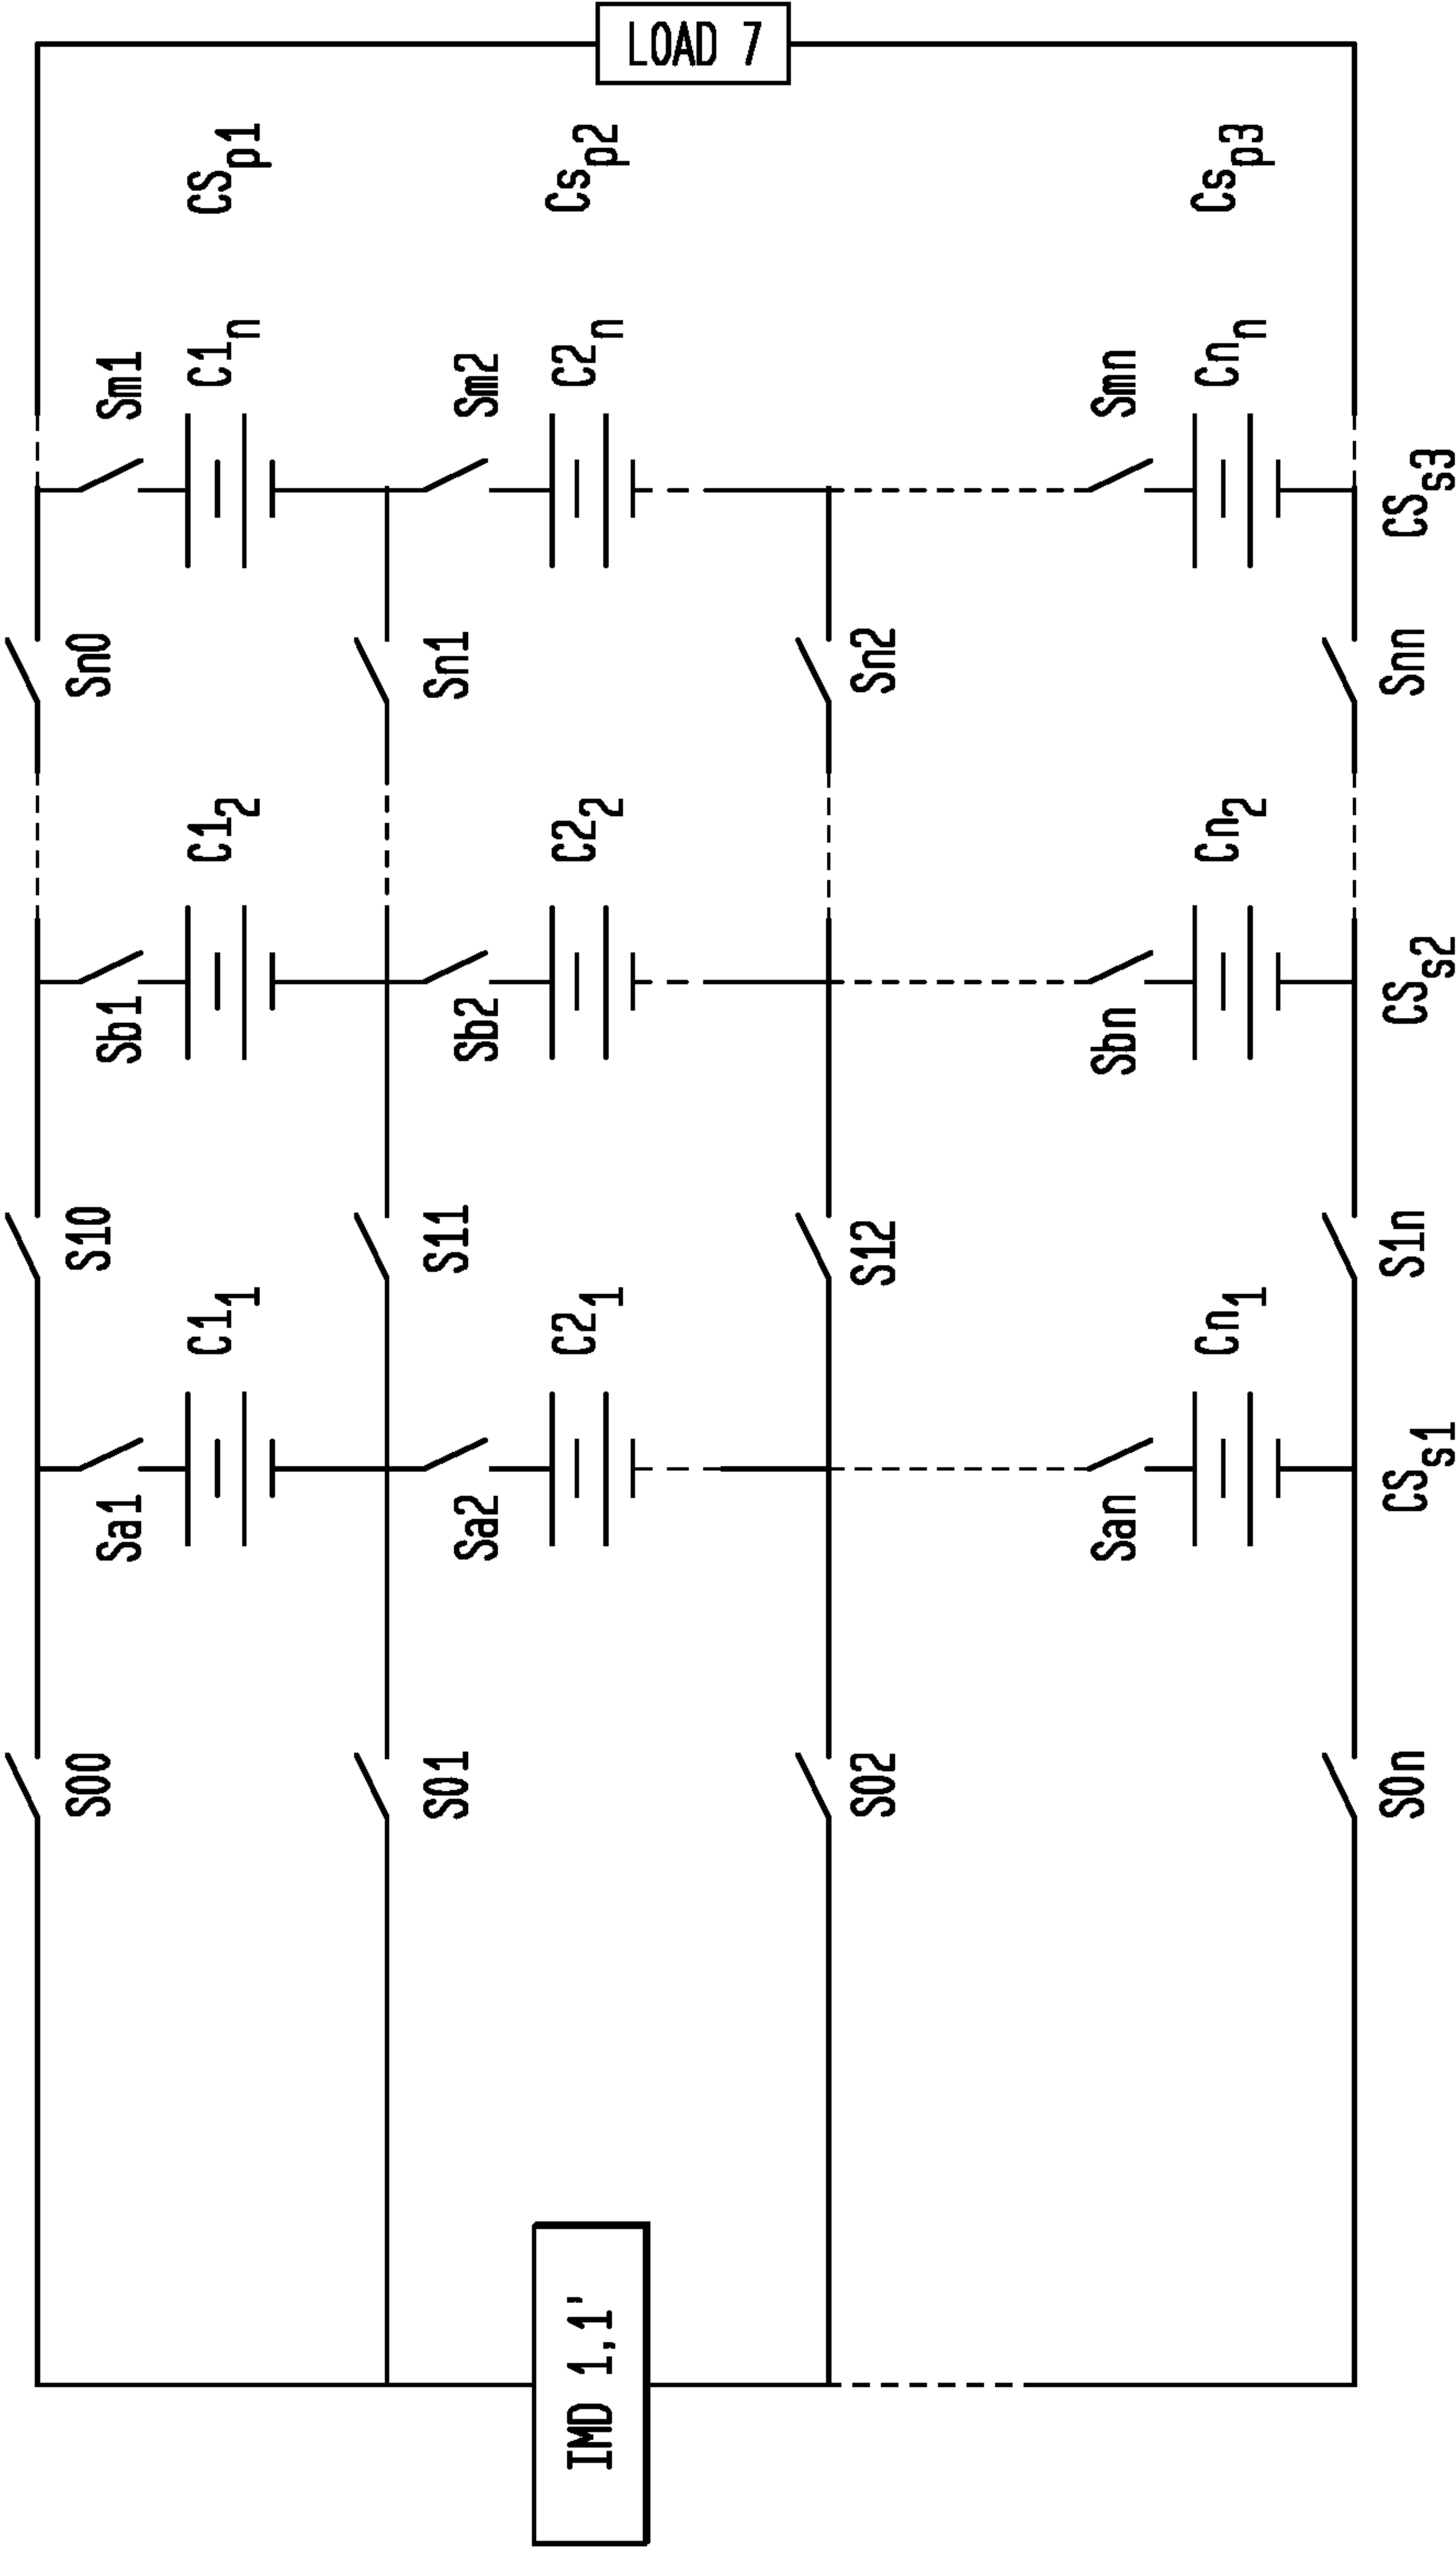 S00 S10 Sn0
Sa1 Sb1 Sm1
C1₁ C1₂ C1ₙ CSₚ₁
S01 S11 Sn1
Sa2 Sb2 Sm2
C2₁ C2₂ C2ₙ Csₚ₂
IMD 1,1'
LOAD 7
S02 S12 Sn2
San Sbn Smn
Cn₁ Cn₂ Cnₙ Csₚ₃
S0n S1n Snn
CSₛ₁ CSₛ₂ CSₛ₃